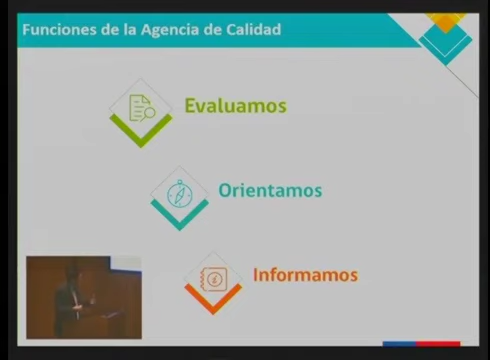 Funciones de la Agencia de Calidad
Evaluamos
Orientamos
Informamos